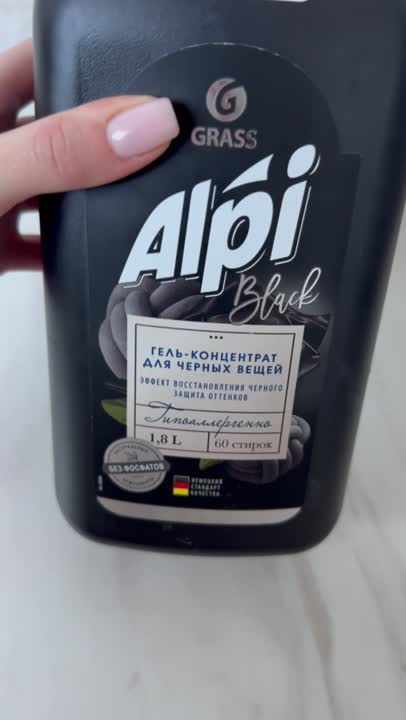 GRASS
Alpi
Black
ГЕЛЬ-КОНЦЕНТРАТ
ДЛЯ ЧЕРНЫХ ВЕЩЕЙ
ЭФФЕКТ ВОССТАНОВЛЕНИЯ ЧЕРНОГО
ЗАЩИТА ОТТЕНКОВ
Гипоаллергенно
1,8 L 60 стирок
БЕЗ ФОСФАТОВ
НЕМЕЦКИЙ
СТАНДАРТ
КАЧЕСТВА